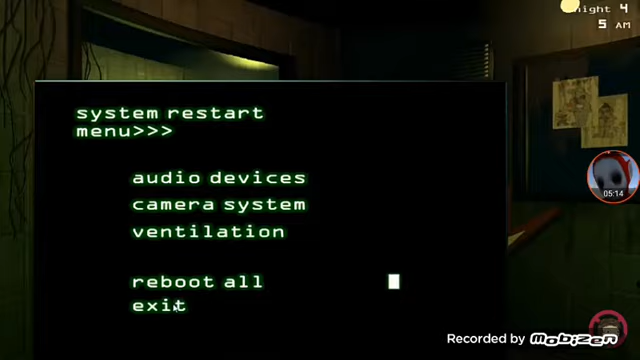 night 4
5 AM
system restart
menu>>>
audio devices
camera system
ventilation
reboot all
exit
05:14
Recorded by Mobizen